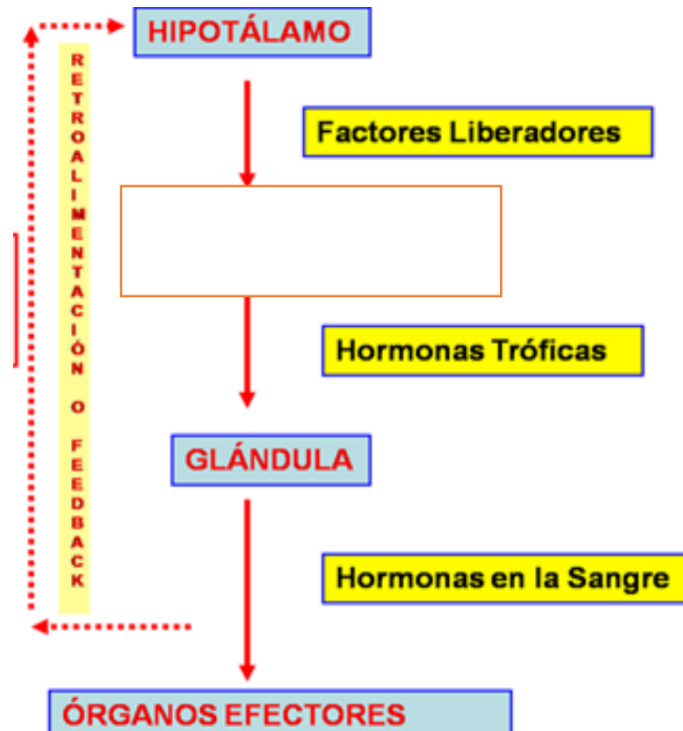 HIPOTÁLAMO
Factores Liberadores
Hormonas Tróficas
GLÁNDULA
Hormonas en la Sangre
ÓRGANOS EFECTORES
RETROALIMENTACIÓN O FEEDBACK